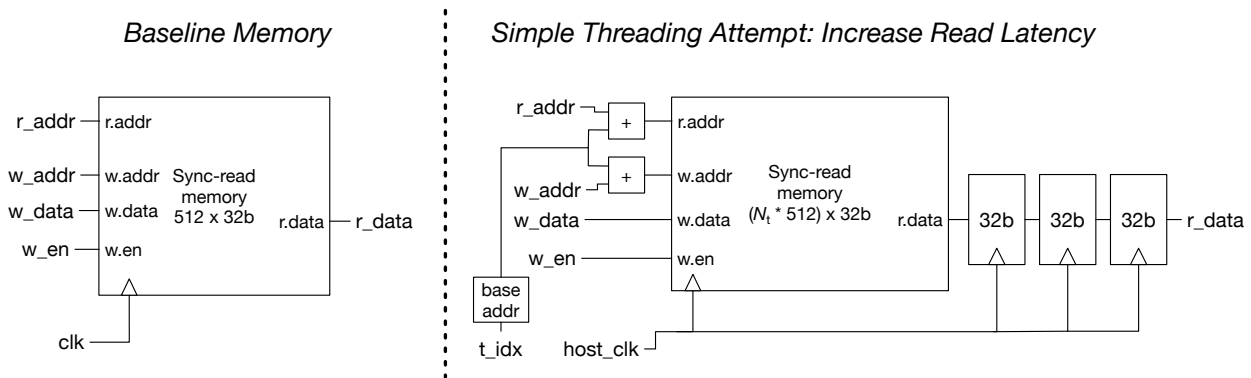 Baseline Memory
r_addr
r.addr
w_addr
w.addr
w_data
w.data
w_en
w.en
Sync-read
memory
512 x 32b
r.data
r_data
clk
Simple Threading Attempt: Increase Read Latency
r_addr
+
r.addr
w_addr
+
w.addr
w_data
w.data
w_en
w.en
Sync-read
memory
(Nt * 512) x 32b
r.data
32b
32b
32b
r_data
base
addr
t_idx
host_clk